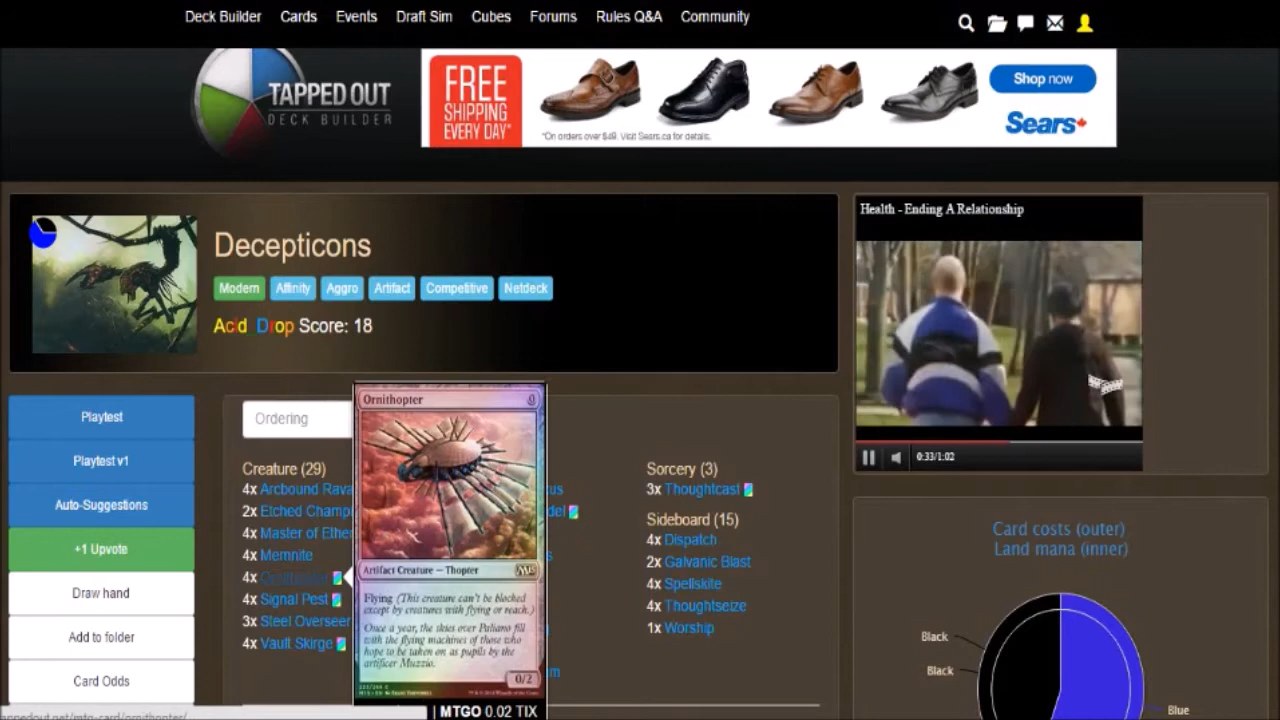 Deck Builder Cards Events Draft Sim Cubes Forums Rules Q&A Community
TAPPED OUT
DECK BUILDER
FREE
SHIPPING
EVERY DAY*
*On orders over $49. Visit Sears.ca for details.
Shop now
Sears
Decepticons
Modern Affinity Aggro Artifact Competitive Netdeck
Acid Drop Score: 18
Health - Ending A Relationship
0:33/1:02
Playtest
Playtest v1
Auto-Suggestions
+1 Upvote
Draw hand
Add to folder
Card Odds
Ordering
Creature (29)
4x Arcbound Rava
2x Etched Champ
4x Master of Ether
4x Memnite
4x Ornithopter
4x Signal Pest
3x Steel Overseer
4x Vault Skirge
Ornithopter 0
Artifact Creature — Thopter M15
Flying (This creature can't be blocked
except by creatures with flying or reach.)
Once a year, the skies over Paliano fill
with the flying machines of those who
hope to be taken on as pupils by the
artificer Muzzio.
0/2
MTGO 0.02 TIX
Sorcery (3)
3x Thoughtcast
Sideboard (15)
4x Dispatch
2x Galvanic Blast
4x Spellskite
4x Thoughtseize
1x Worship
Card costs (outer)
Land mana (inner)
Black
Black
Blue